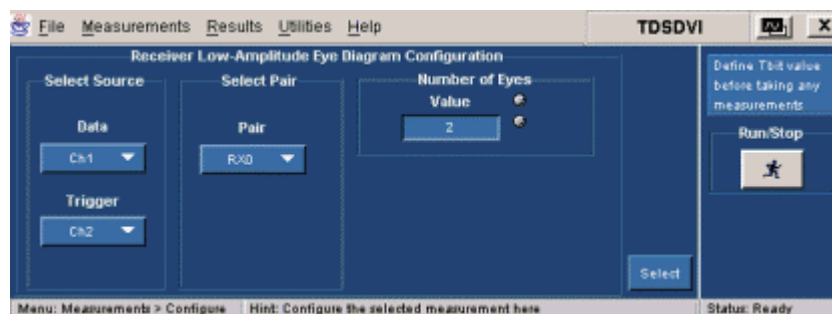 File Measurements Results Utilities Help TDSDVI
Receiver Low-Amplitude Eye Diagram Configuration
Select Source
Data
Ch1
Trigger
Ch2
Select Pair
Pair
RX0
Number of Eyes
Value
2
Select
Define Tbit value
before taking any
measurements
Run/Stop
Menu: Measurements > Configure Hint: Configure the selected measurement here Status: Ready